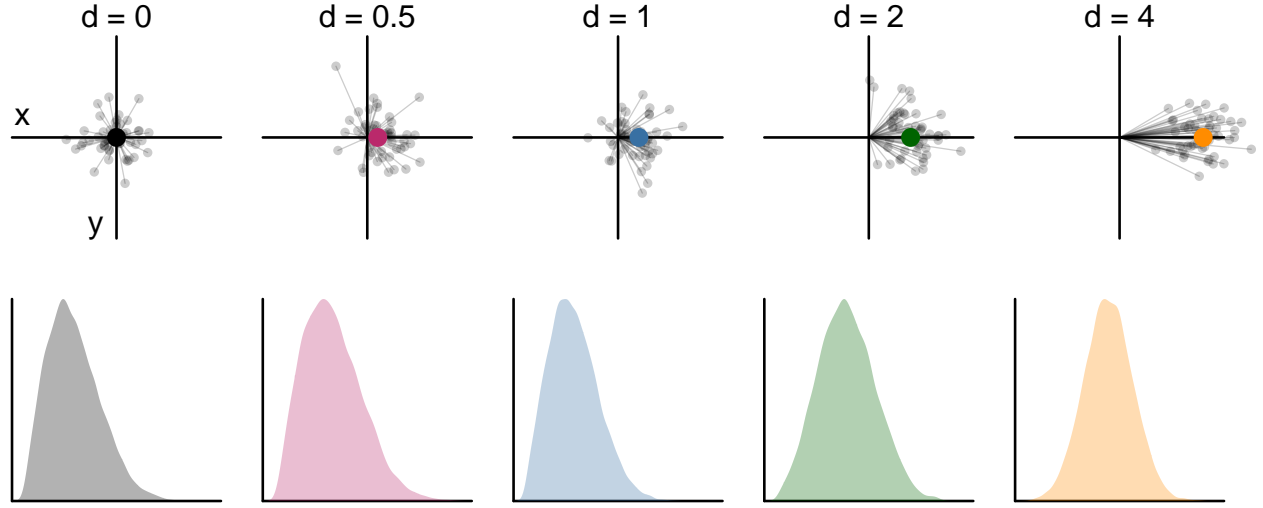 d = 0
d = 0.5
d = 1
d = 2
d = 4
x
y